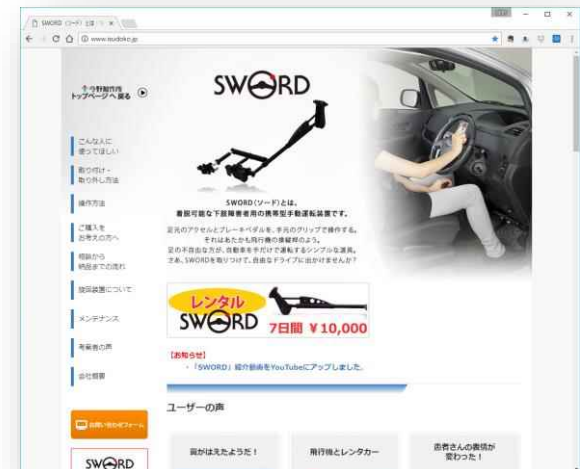 SWORD
www.isudoko.jp
今野製作所
トップページへ戻る
SWORD
こんな人に
使ってほしい
取り付け・
取り外し方法
操作方法
ご購入を
お考えの方へ
相談から
納品までの流れ
旋回装置について
メンテナンス
考案者の声
会社概要
お問い合わせフォーム
SWORD
SWORD(ソード)とは、
着脱可能な下肢障害者用の携帯型手動運転装置です。
足元のアクセルとブレーキペダルを、手元のグリップで操作する。
それはあたかも飛行機の操縦桿のよう。
足の不自由な方が、自動車を手だけで運転するシンプルな道具。
さあ、SWORDを取りつけて、自由なドライブに出かけませんか?
レンタル
SWORD
7日間 ¥10,000
【お知らせ】
・「SWORD」紹介動画をYouTubeにアップしました。
ユーザーの声
肩がはえたようだ!
飛行機とレンタカー
患者さんの表情が
変わった!